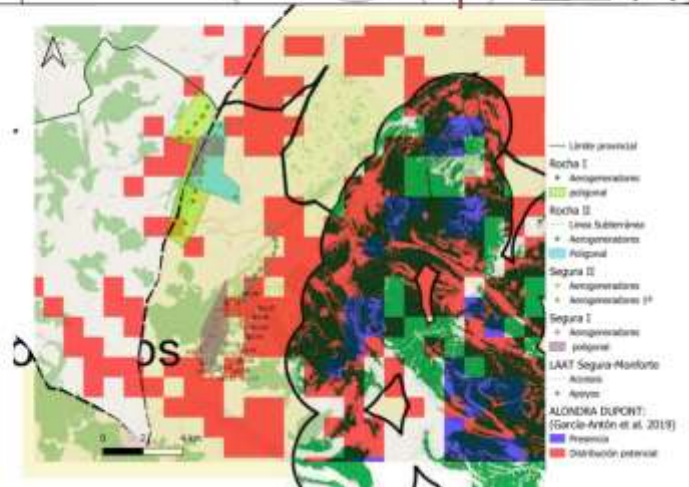 Límite provincial
Rocha I
Aerogeneradores
poligonal
Rocha II
Línea Subterránea
Aerogeneradores
Poligonal
Segura II
Aerogeneradores
Aerogeneradores 1ª
Segura I
Aerogeneradores
poligonal
LAAT Segura-Monforte
Apoyos
ALONDRA DUPONT:
(García-Antón et al. 2019)
Presencia
Distribución potencial
os
0 2 4 km